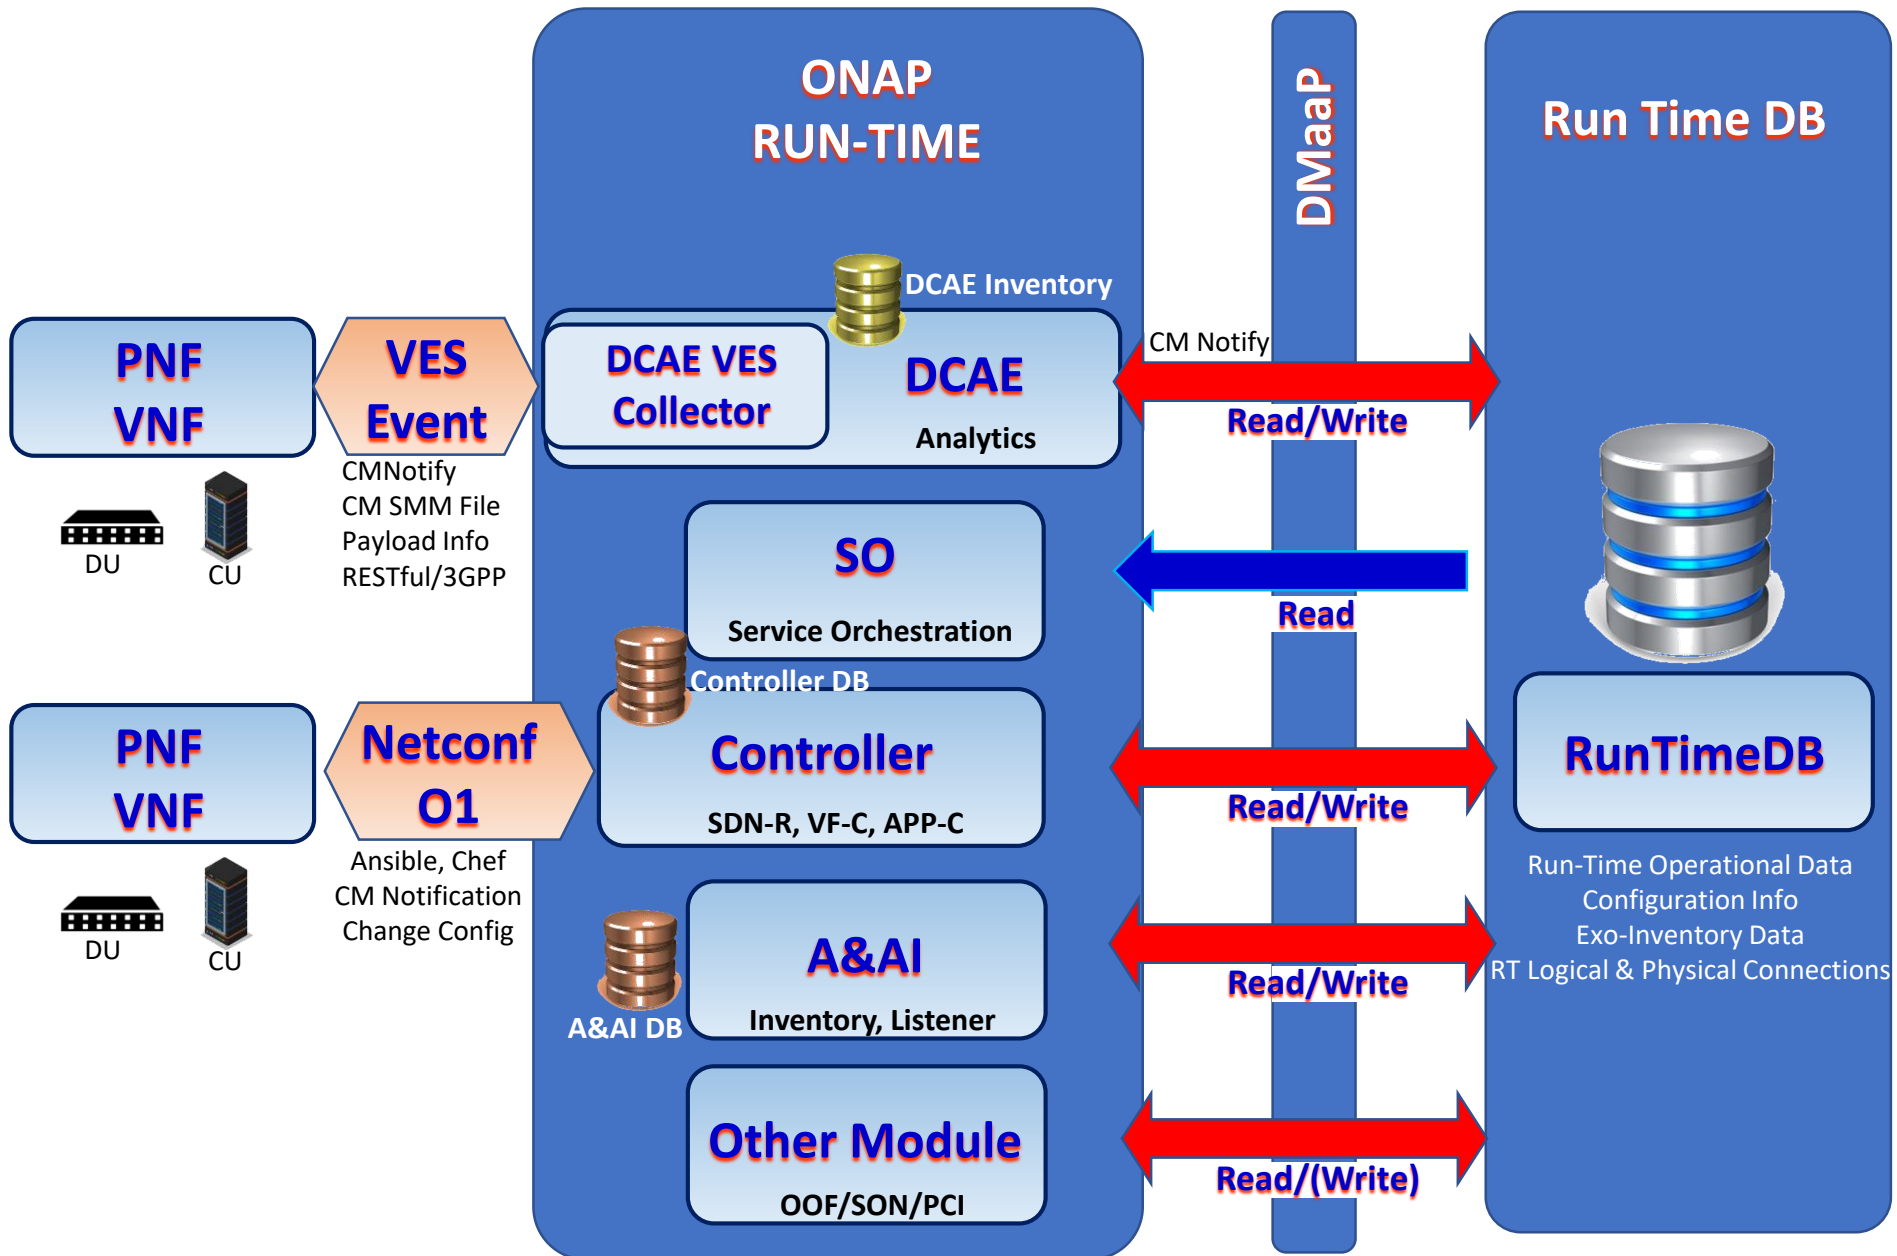 ONAP
RUN-TIME
DMaaP
Run Time DB
DCAE Inventory
PNF
VNF
VES
Event
DCAE VES
Collector
DCAE
Analytics
CM Notify
Read/Write
DU
CU
CMNotify
CM SMM File
Payload Info
RESTful/3GPP
SO
Service Orchestration
Read
Controller DB
PNF
VNF
Netconf
O1
Controller
SDN-R, VF-C, APP-C
Read/Write
RunTimeDB
DU
CU
Ansible, Chef
CM Notification
Change Config
A&AI
Inventory, Listener
A&AI DB
Read/Write
Run-Time Operational Data
Configuration Info
Exo-Inventory Data
RT Logical & Physical Connections
Other Module
OOF/SON/PCI
Read/(Write)